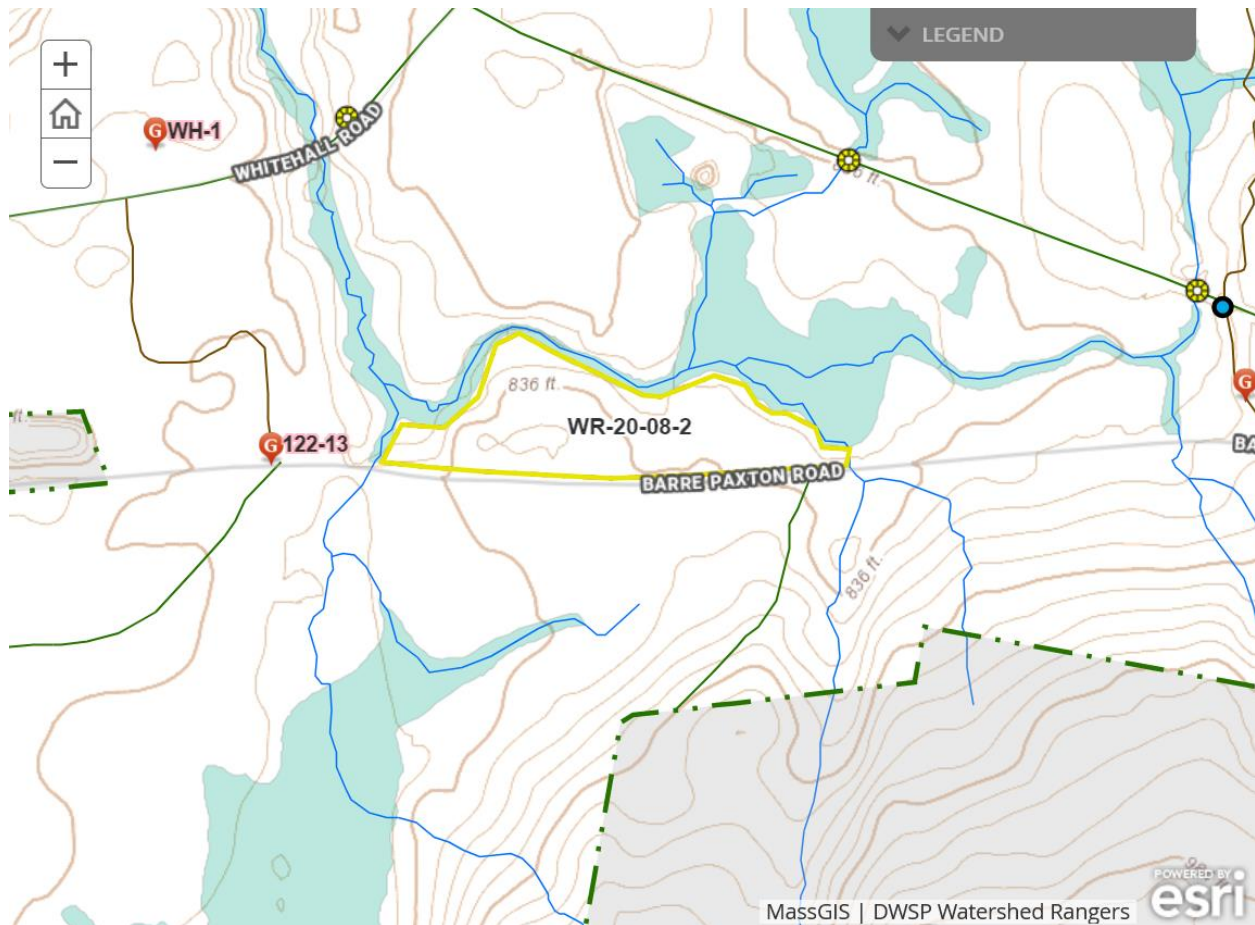 LEGEND
+
−
G WH-1
WHITEHALL ROAD
836 ft.
WR-20-08-2
ft.
G 122-13
G
BARRE PAXTON ROAD
BA
836 ft.
POWERED BY
esri
MassGIS | DWSP Watershed Rangers